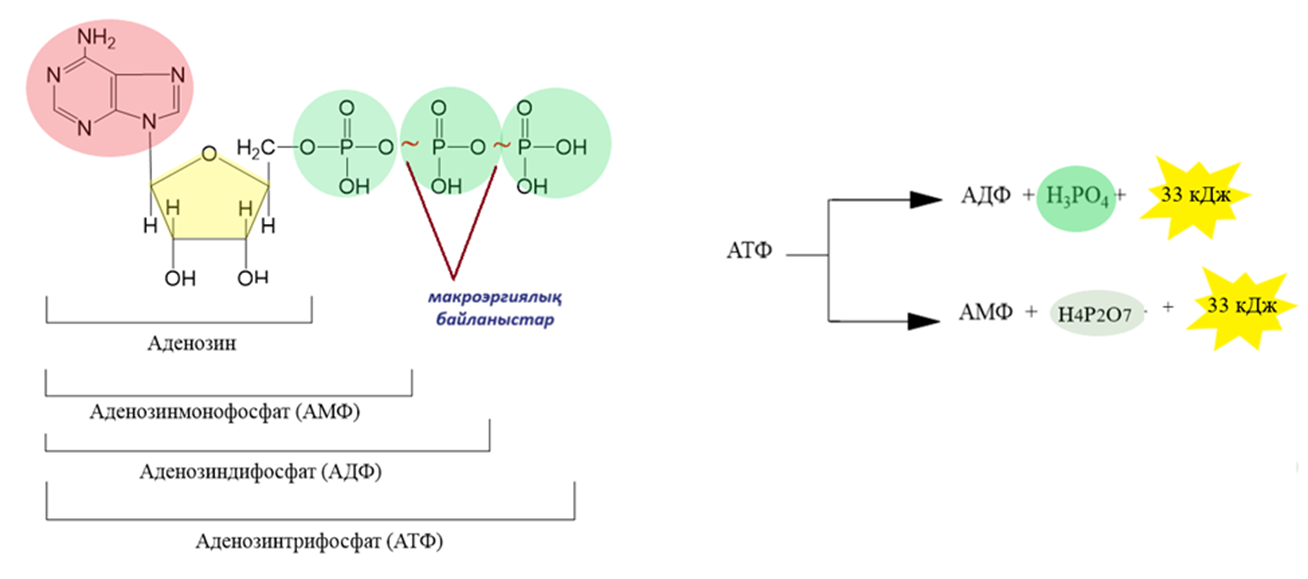 NH₂
N
N
N
N
O
H₂C
O
O
P
O
~
O
P
O
~
O
P
OH
OH
OH
OH
H
H
H
H
OH
OH
макроэргиялық
байланыстар
Аденозин
Аденозинмонофосфат (АМФ)
Аденозиндифосфат (АДФ)
Аденозинтрифосфат (АТФ)
АТФ
АДФ + H₃PO₄ + 33 кДж
АМФ + H4P2O7 + 33 кДж